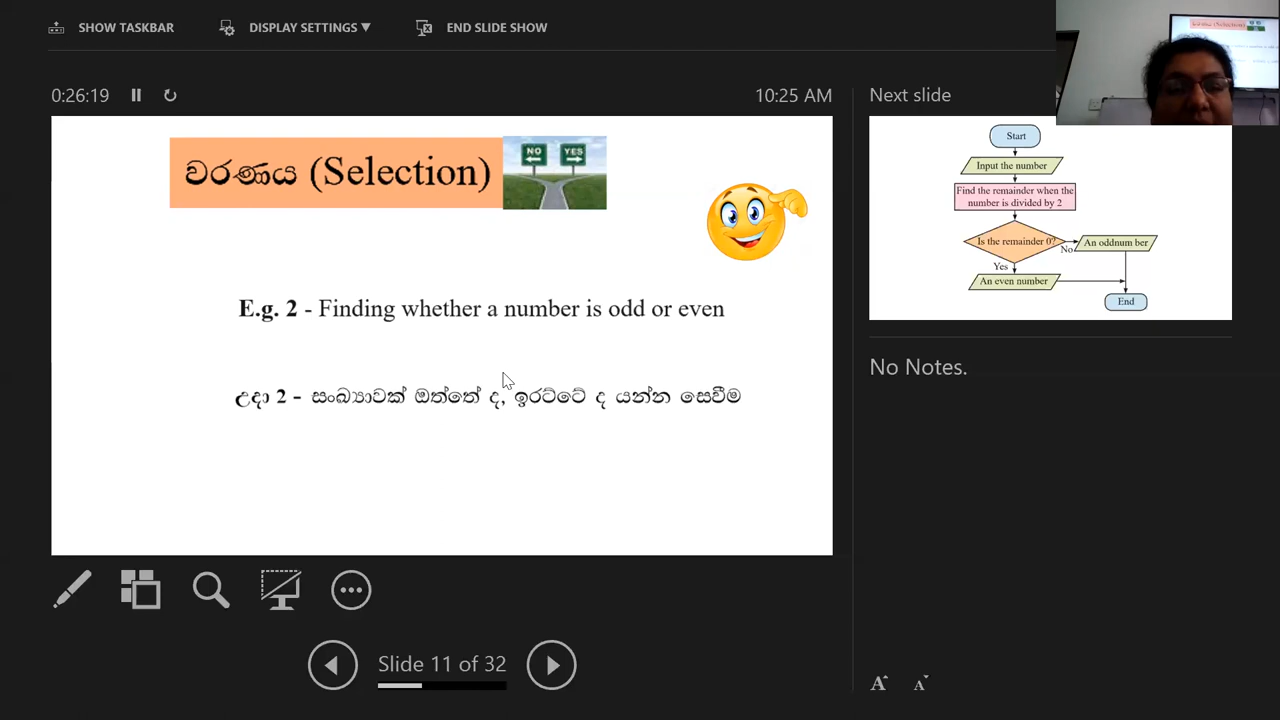 SHOW TASKBAR
DISPLAY SETTINGS ▼
END SLIDE SHOW
0:26:19
10:25 AM
වරණය (Selection)
NO
YES
E.g. 2 - Finding whether a number is odd or even
උදා 2 - සංඛ්‍යාවක් ඔත්තේ ද, ඉරට්ටේ ද යන්න සෙවීම
Slide 11 of 32
Next slide
Start
Input the number
Find the remainder when the
number is divided by 2
Is the remainder 0?
No
An oddnum ber
Yes
An even number
End
No Notes.
A A